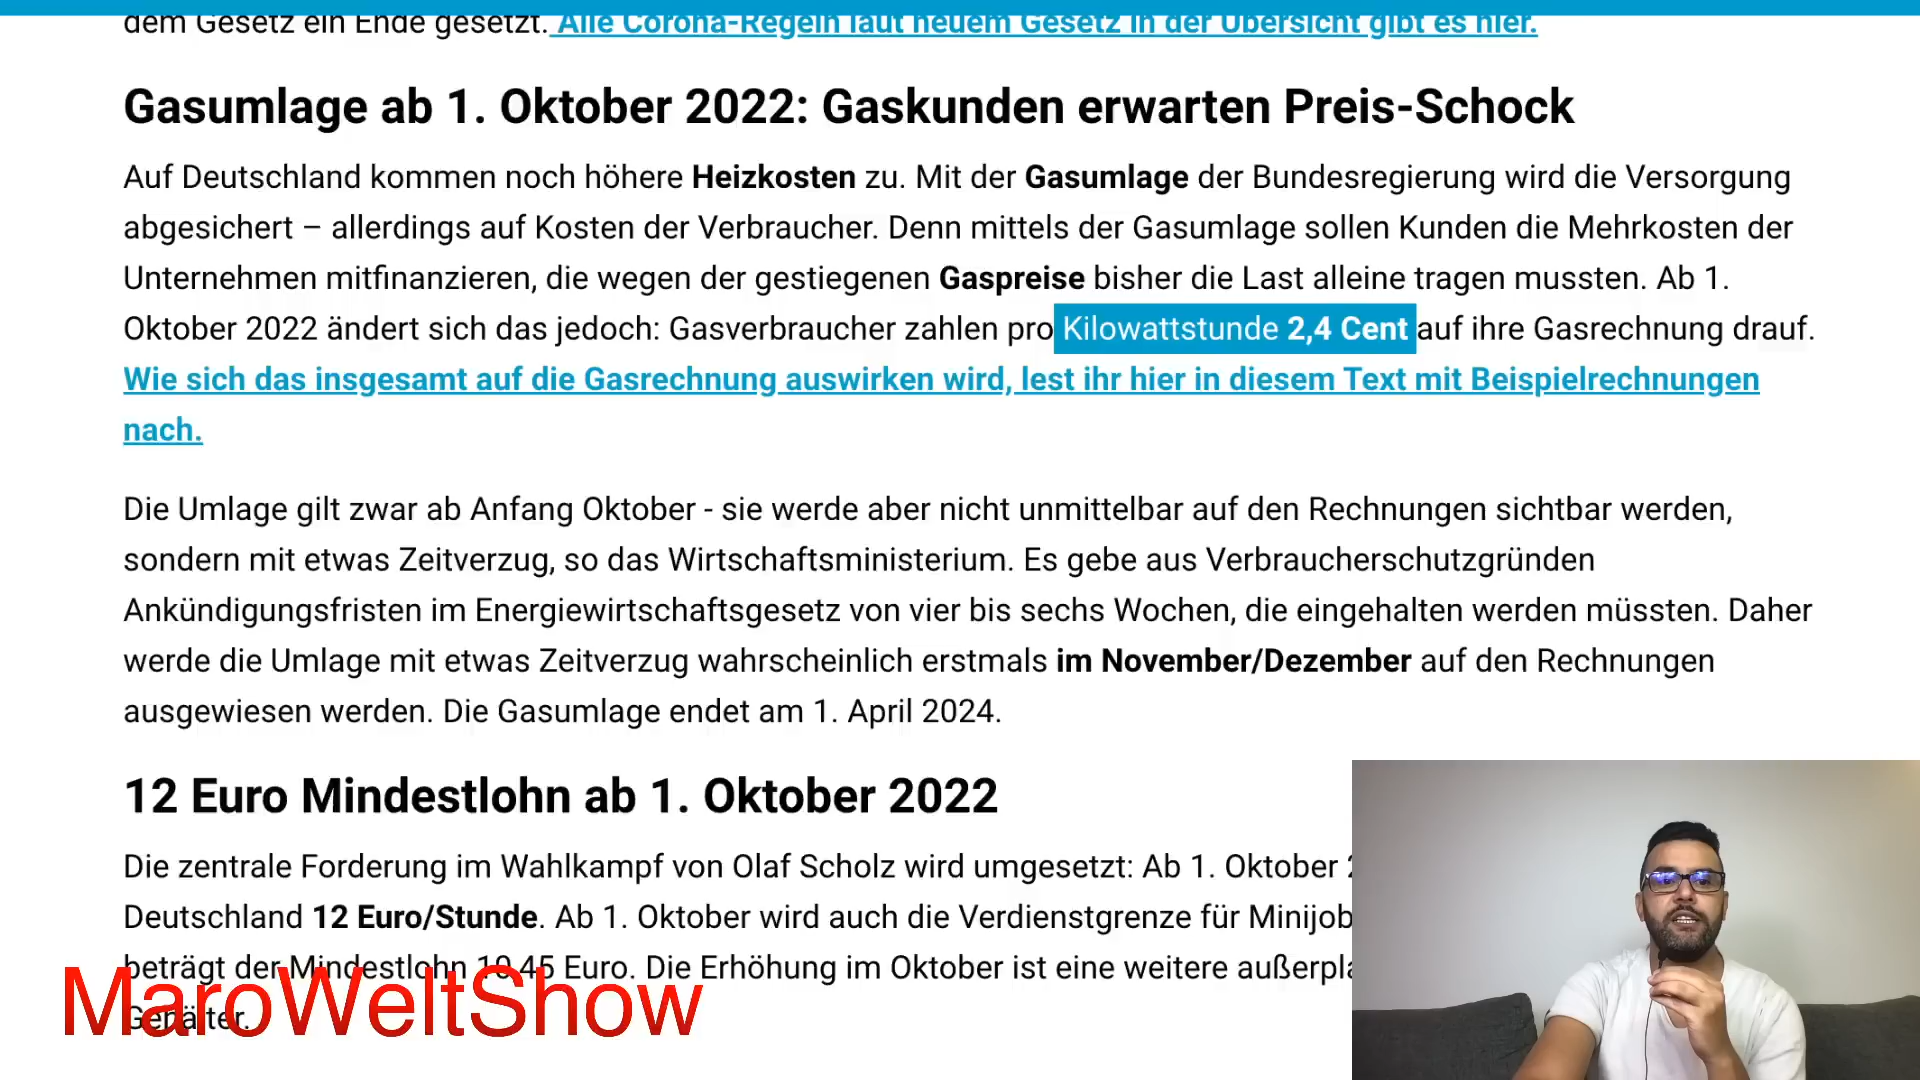 dem Gesetz ein Ende gesetzt. Alle Corona-Regeln laut neuem Gesetz in der Übersicht gibt es hier.
Gasumlage ab 1. Oktober 2022: Gaskunden erwarten Preis-Schock
Auf Deutschland kommen noch höhere Heizkosten zu. Mit der Gasumlage der Bundesregierung wird die Versorgung
abgesichert – allerdings auf Kosten der Verbraucher. Denn mittels der Gasumlage sollen Kunden die Mehrkosten der
Unternehmen mitfinanzieren, die wegen der gestiegenen Gaspreise bisher die Last alleine tragen mussten. Ab 1.
Oktober 2022 ändert sich das jedoch: Gasverbraucher zahlen pro Kilowattstunde 2,4 Cent auf ihre Gasrechnung drauf.
Wie sich das insgesamt auf die Gasrechnung auswirken wird, lest ihr hier in diesem Text mit Beispielrechnungen
nach.
Die Umlage gilt zwar ab Anfang Oktober - sie werde aber nicht unmittelbar auf den Rechnungen sichtbar werden,
sondern mit etwas Zeitverzug, so das Wirtschaftsministerium. Es gebe aus Verbraucherschutzgründen
Ankündigungsfristen im Energiewirtschaftsgesetz von vier bis sechs Wochen, die eingehalten werden müssten. Daher
werde die Umlage mit etwas Zeitverzug wahrscheinlich erstmals im November/Dezember auf den Rechnungen
ausgewiesen werden. Die Gasumlage endet am 1. April 2024.
12 Euro Mindestlohn ab 1. Oktober 2022
Die zentrale Forderung im Wahlkampf von Olaf Scholz wird umgesetzt: Ab 1. Oktober
Deutschland 12 Euro/Stunde. Ab 1. Oktober wird auch die Verdienstgrenze für Minijob
beträgt der Mindestlohn 10,45 Euro. Die Erhöhung im Oktober ist eine weitere außerpla
Gehälter.
MaroWeltShow